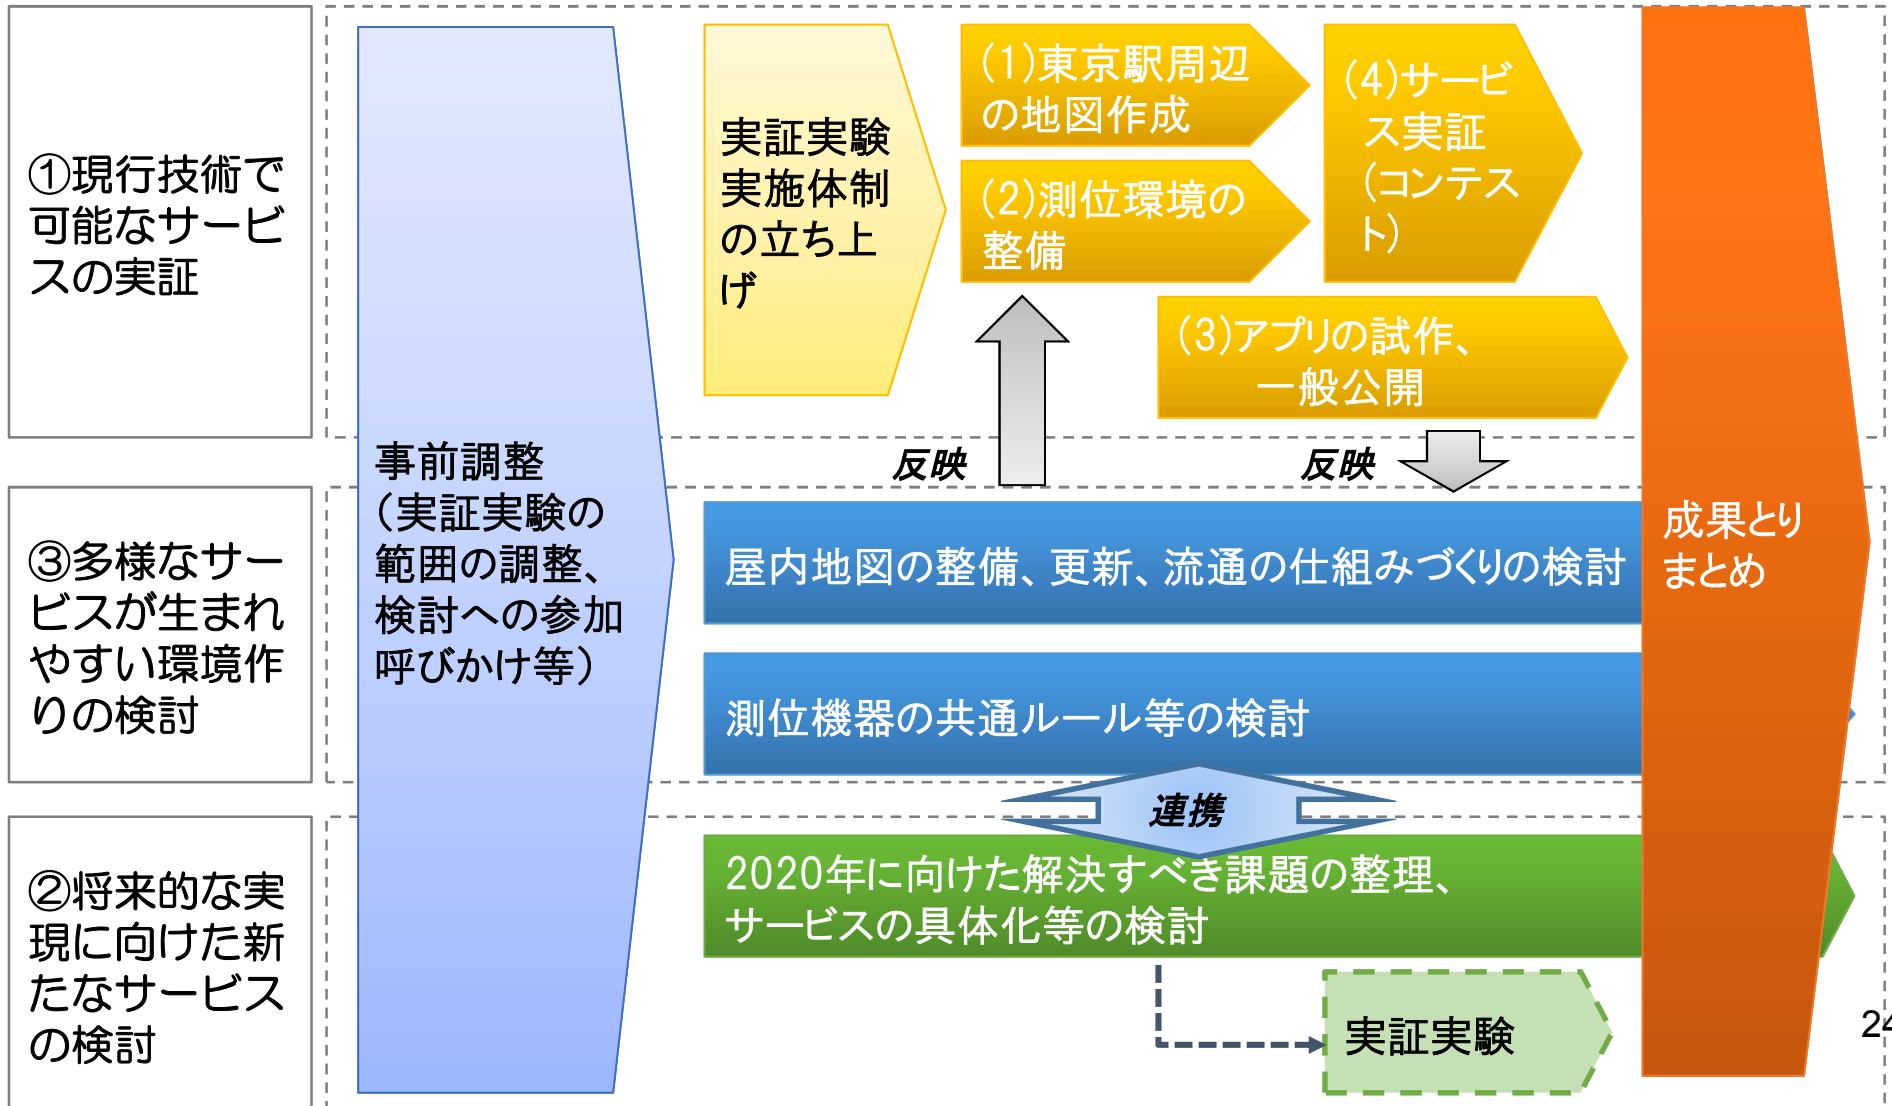 ①現行技術で
可能なサービ
スの実証
事前調整
(実証実験の
範囲の調整、
検討への参加
呼びかけ等)
実証実験
実施体制
の立ち上
げ
(1)東京駅周辺
の地図作成
(2)測位環境の
整備
(4)サービ
ス実証
(コンテス
ト)
(3)アプリの試作、
一般公開
反映
反映
成果とり
まとめ
③多様なサー
ビスが生まれ
やすい環境作
りの検討
屋内地図の整備、更新、流通の仕組みづくりの検討
測位機器の共通ルール等の検討
連携
②将来的な実
現に向けた新
たなサービス
の検討
2020年に向けた解決すべき課題の整理、
サービスの具体化等の検討
実証実験
24